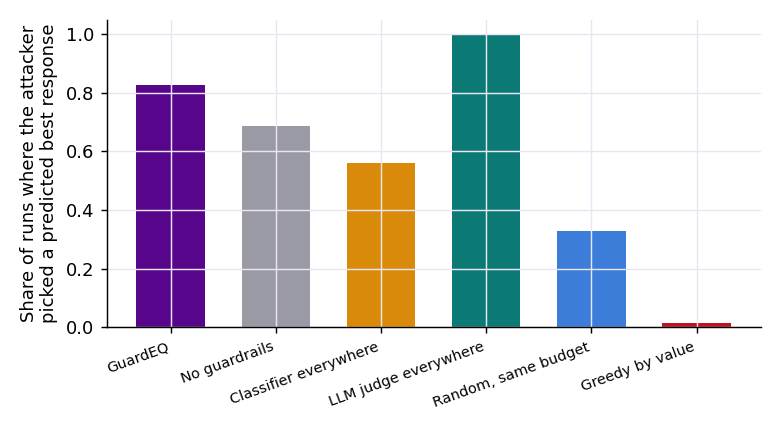 Share of runs where the attacker
picked a predicted best response
1.0
0.8
0.6
0.4
0.2
0.0
GuardEQ
No guardrails
Classifier everywhere
LLM judge everywhere
Random, same budget
Greedy by value